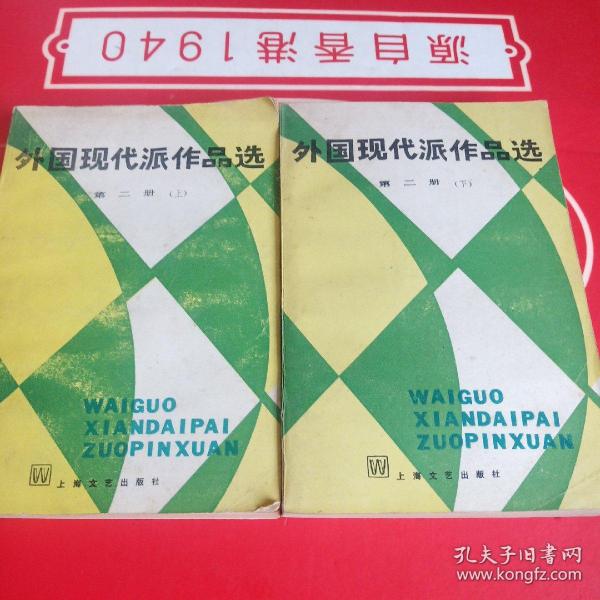 源自香港1940
外国现代派作品选
第二册（上）
WAIGUO
XIANDAIPAI
ZUOPINXUAN
上海文艺出版社
外国现代派作品选
第二册（下）
WAIGUO
XIANDAIPAI
ZUOPINXUAN
上海文艺出版社
孔夫子旧书网
www.kongfz.com